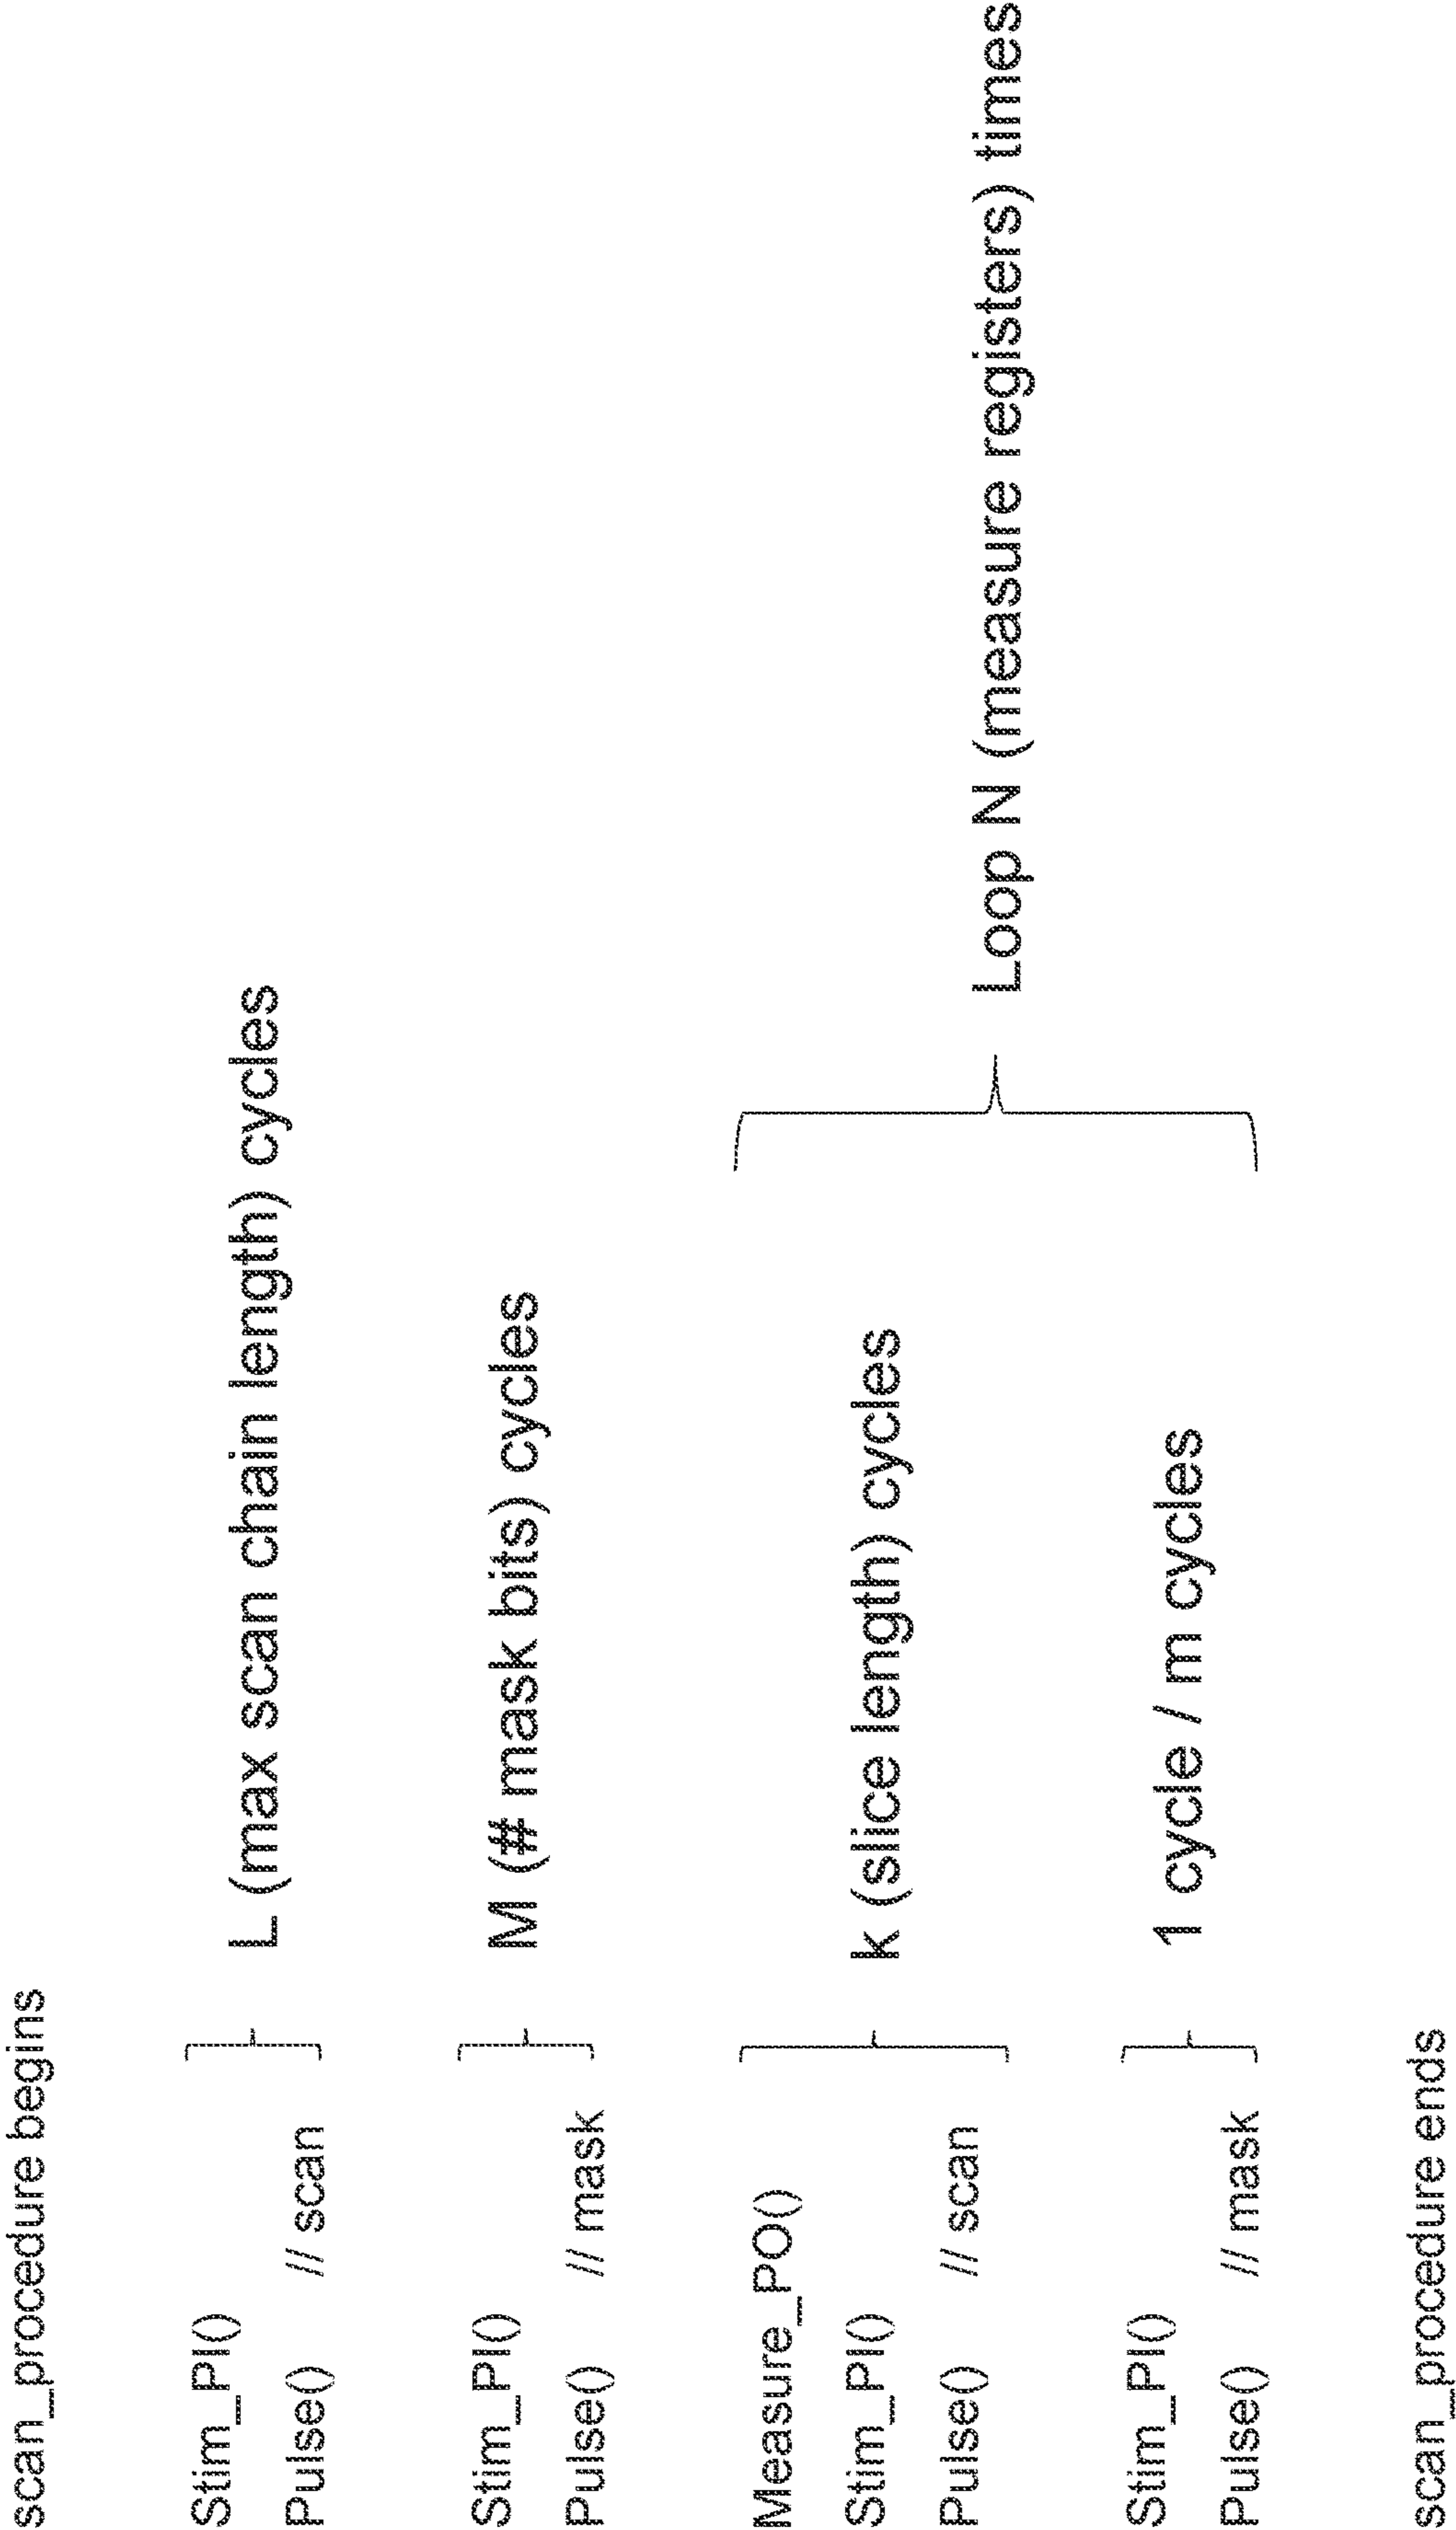 scan_procedure begins
Stim_PI()
Pulse() // scan
L (max scan chain length) cycles
Stim_PI()
Pulse() // mask
M (# mask bits) cycles
Measure_PO()
Stim_PI()
Pulse() // scan
k (slice length) cycles
Stim_PI()
Pulse() // mask
1 cycle / m cycles
Loop N (measure registers) times
scan_procedure ends